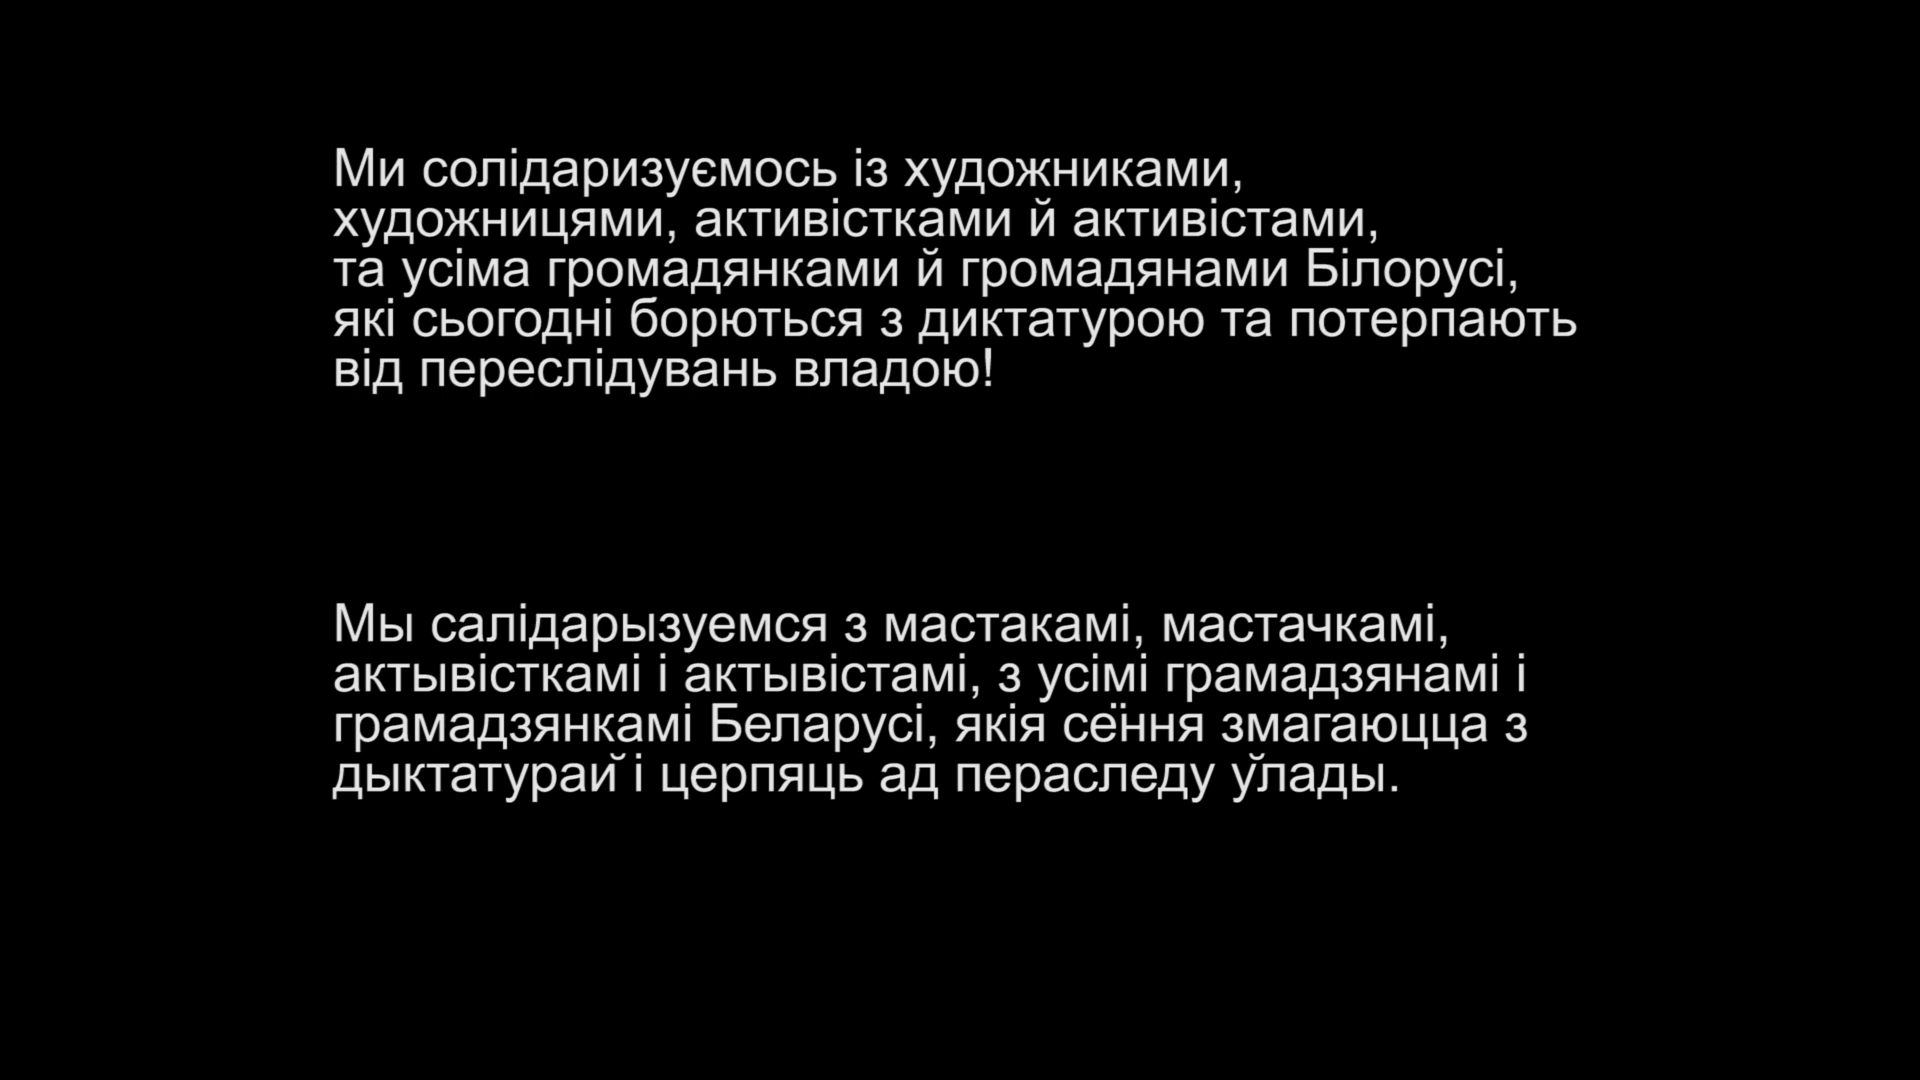 Ми солідаризуємось із художниками,
художницями, активістками й активістами,
та усіма громадянками й громадянами Білорусі,
які сьогодні борються з диктатурою та потерпають
від переслідувань владою!
Мы салідарызуемся з мастакамі, мастачкамі,
актывісткамі і актывістамі, з усімі грамадзянамі і
грамадзянкамі Беларусі, якія сёння змагаюцца з
дыктатурай і церпяць ад пераследу ўлады.